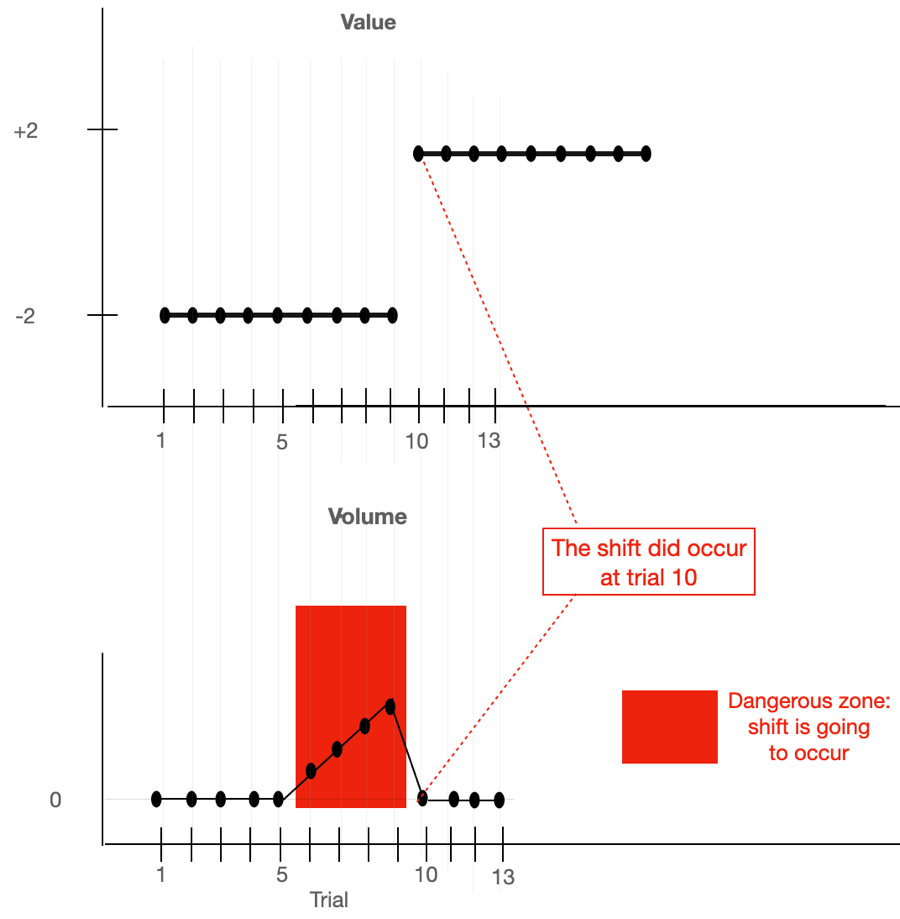 Value
+2
-2
1
5
10
13
Volume
The shift did occur
at trial 10
Dangerous zone:
shift is going
to occur
0
1
5
10
13
Trial